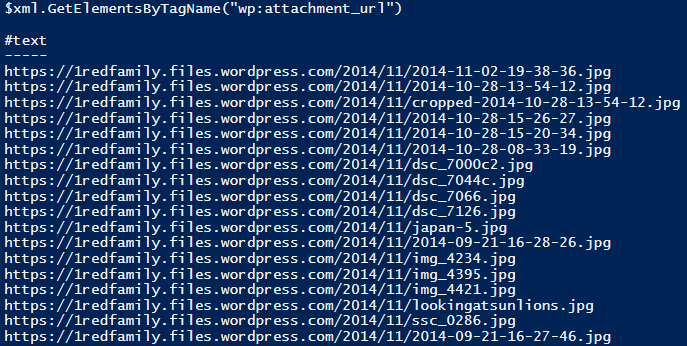 $xml.GetElementsByTagName("wp:attachment_url")
#text
-----
https://1redfamily.files.wordpress.com/2014/11/2014-11-02-19-38-36.jpg
https://1redfamily.files.wordpress.com/2014/11/2014-10-28-13-54-12.jpg
https://1redfamily.files.wordpress.com/2014/11/cropped-2014-10-28-13-54-12.jpg
https://1redfamily.files.wordpress.com/2014/11/2014-10-28-15-26-27.jpg
https://1redfamily.files.wordpress.com/2014/11/2014-10-28-15-20-34.jpg
https://1redfamily.files.wordpress.com/2014/11/2014-10-28-08-33-19.jpg
https://1redfamily.files.wordpress.com/2014/11/dsc_7000c2.jpg
https://1redfamily.files.wordpress.com/2014/11/dsc_7044c.jpg
https://1redfamily.files.wordpress.com/2014/11/dsc_7066.jpg
https://1redfamily.files.wordpress.com/2014/11/dsc_7126.jpg
https://1redfamily.files.wordpress.com/2014/11/japan-5.jpg
https://1redfamily.files.wordpress.com/2014/11/2014-09-21-16-28-26.jpg
https://1redfamily.files.wordpress.com/2014/11/img_4234.jpg
https://1redfamily.files.wordpress.com/2014/11/img_4395.jpg
https://1redfamily.files.wordpress.com/2014/11/img_4421.jpg
https://1redfamily.files.wordpress.com/2014/11/lookingatsunlions.jpg
https://1redfamily.files.wordpress.com/2014/11/ssc_0286.jpg
https://1redfamily.files.wordpress.com/2014/11/2014-09-21-16-27-46.jpg